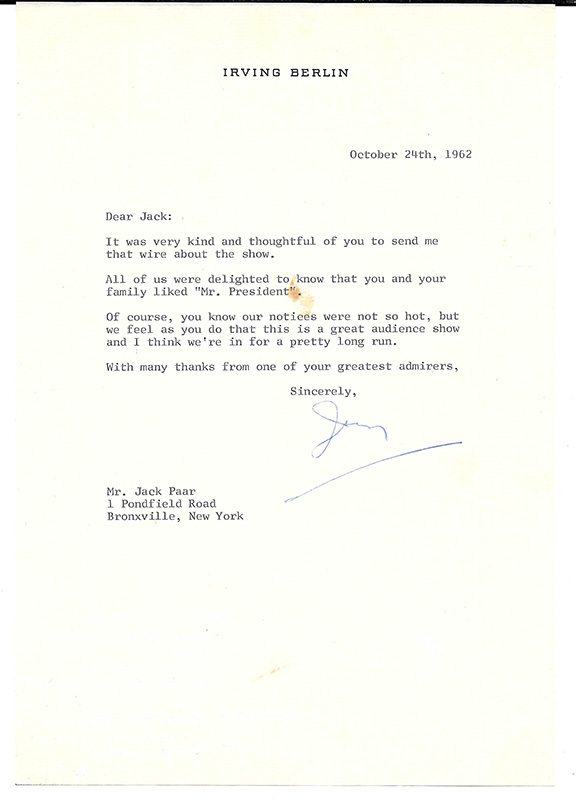 IRVING BERLIN
October 24th, 1962
Dear Jack:
It was very kind and thoughtful of you to send me
that wire about the show.
All of us were delighted to know that you and your
family liked "Mr. President".
Of course, you know our notices were not so hot, but
we feel as you do that this is a great audience show
and I think we're in for a pretty long run.
With many thanks from one of your greatest admirers,
Sincerely,
Mr. Jack Paar
1 Pondfield Road
Bronxville, New York